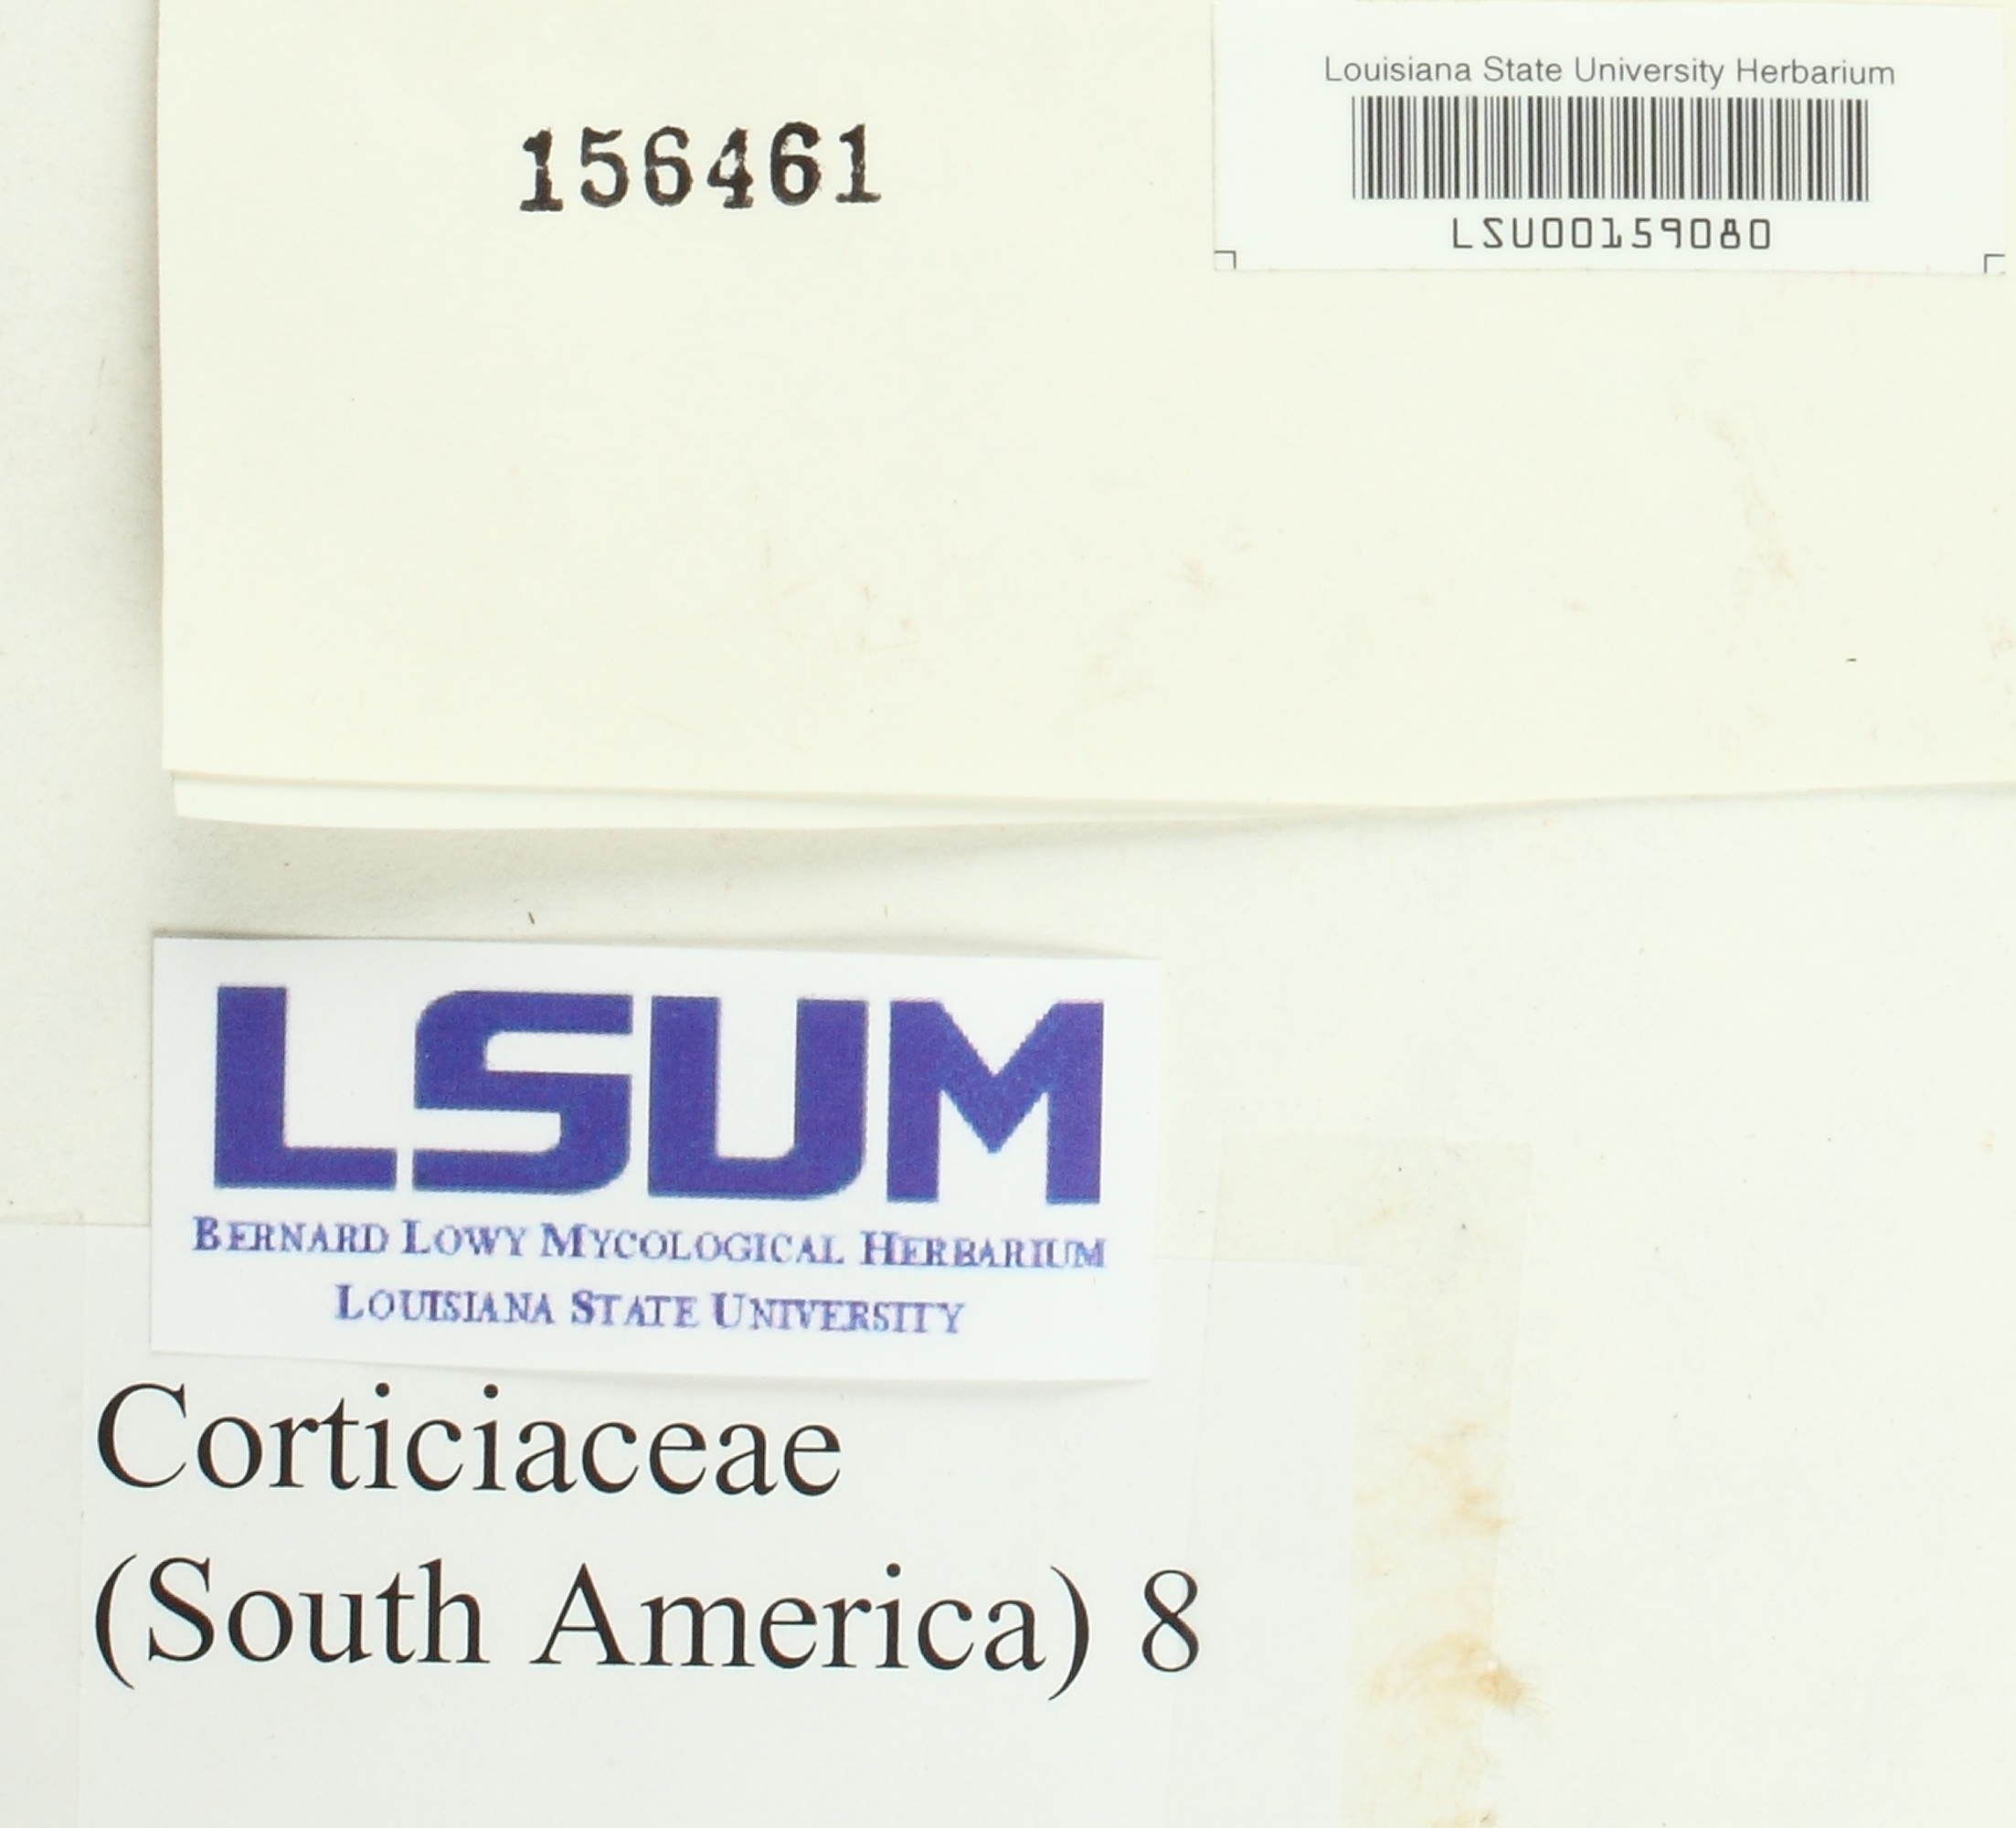 Louisiana State University Herbarium
156461
LSU00159080
LSUM
BERNARD LOWY MYCOLOGICAL HERBARIUM
LOUISIANA STATE UNIVERSITY
Corticiaceae
(South America) 8